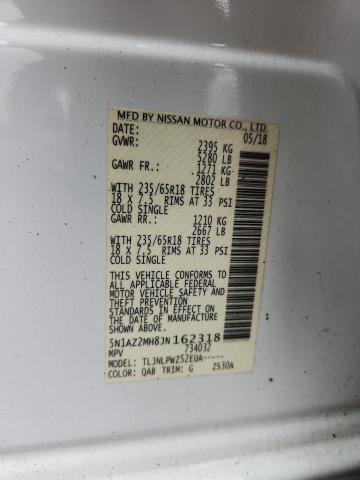 MFD BY NISSAN MOTOR CO., LTD.
DATE: 05/18
GVWR: 2395 KG
5280 LB
GAWR FR.: 1271 KG
2802 LB
WITH 235/65R18 TIRES
18 X 7.5 RIMS AT 33 PSI
COLD SINGLE
GAWR RR.: 1210 KG
2667 LB
WITH 235/65R18 TIRES
18 X 7.5 RIMS AT 33 PSI
COLD SINGLE
THIS VEHICLE CONFORMS TO
ALL APPLICABLE FEDERAL
MOTOR VEHICLE SAFETY AND
THEFT PREVENTION
STANDARDS IN EFFECT ON
THE DATE OF MANUFACTURE
SHOWN ABOVE.
5N1AZ2MH8JN162318
MPV 734032
MODEL: TLJNLPWZ52EUA-----
COLOR: QAB TRIM: G ZS30A